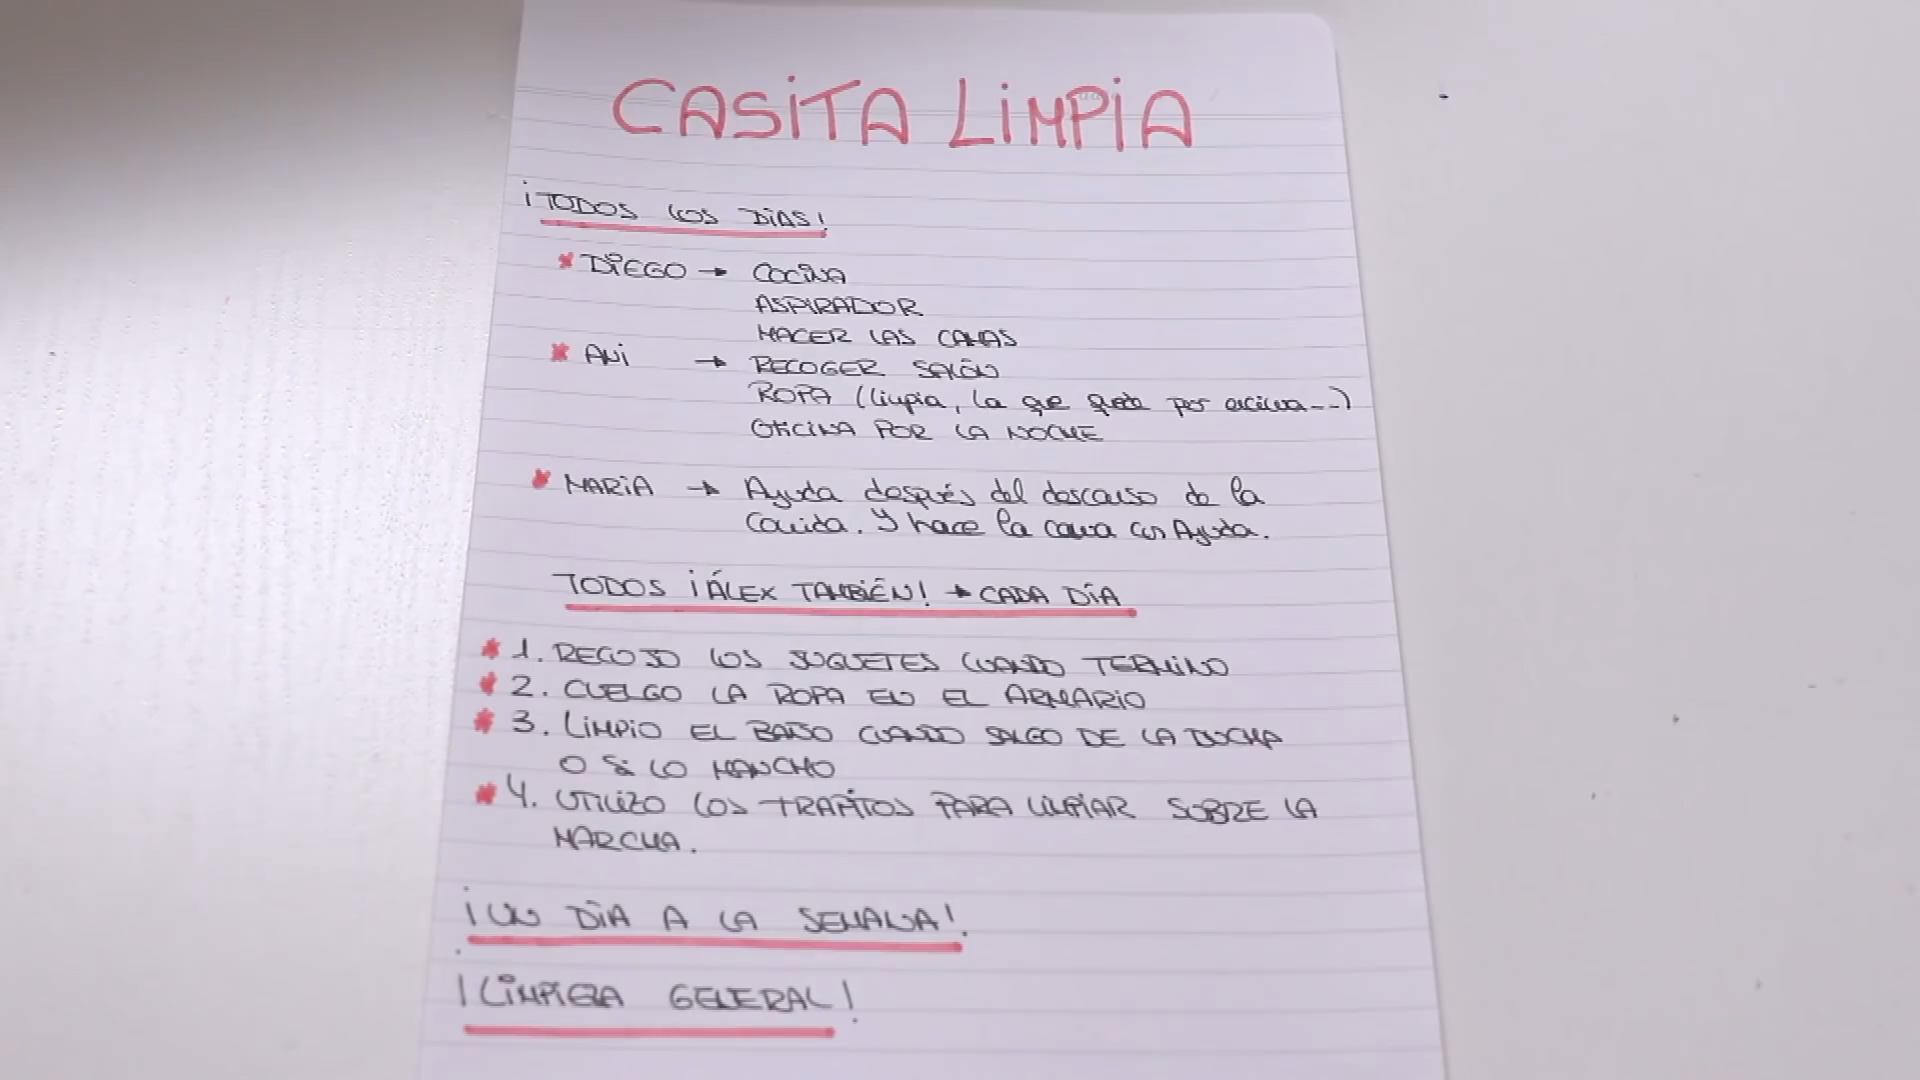 CASITA LIMPIA
¡TODOS LOS DÍAS!
* DIEGO → COCINA
ASPIRADOR
HACER LAS CAMAS
* ANI → RECOGER SALÓN
ROPA (limpia, la que quede por encima...)
OFICINA POR LA NOCHE
* MARIA → Ayuda después del descanso de la
comida. Y hace la cama con Ayuda.
TODOS ¡ÁLEX TAMBIÉN! → CADA DÍA
* 1. RECOJO LOS JUGUETES CUANDO TERMINO
* 2. CUELGO LA ROPA EN EL ARMARIO
* 3. LIMPIO EL BAÑO CUANDO SALGO DE LA DUCHA
O SI LO MANCHO
* 4. UTILIZO LOS TRAPITOS PARA LIMPIAR SOBRE LA
MARCHA.
¡UN DÍA A LA SEMANA!
¡LIMPIEZA GENERAL!